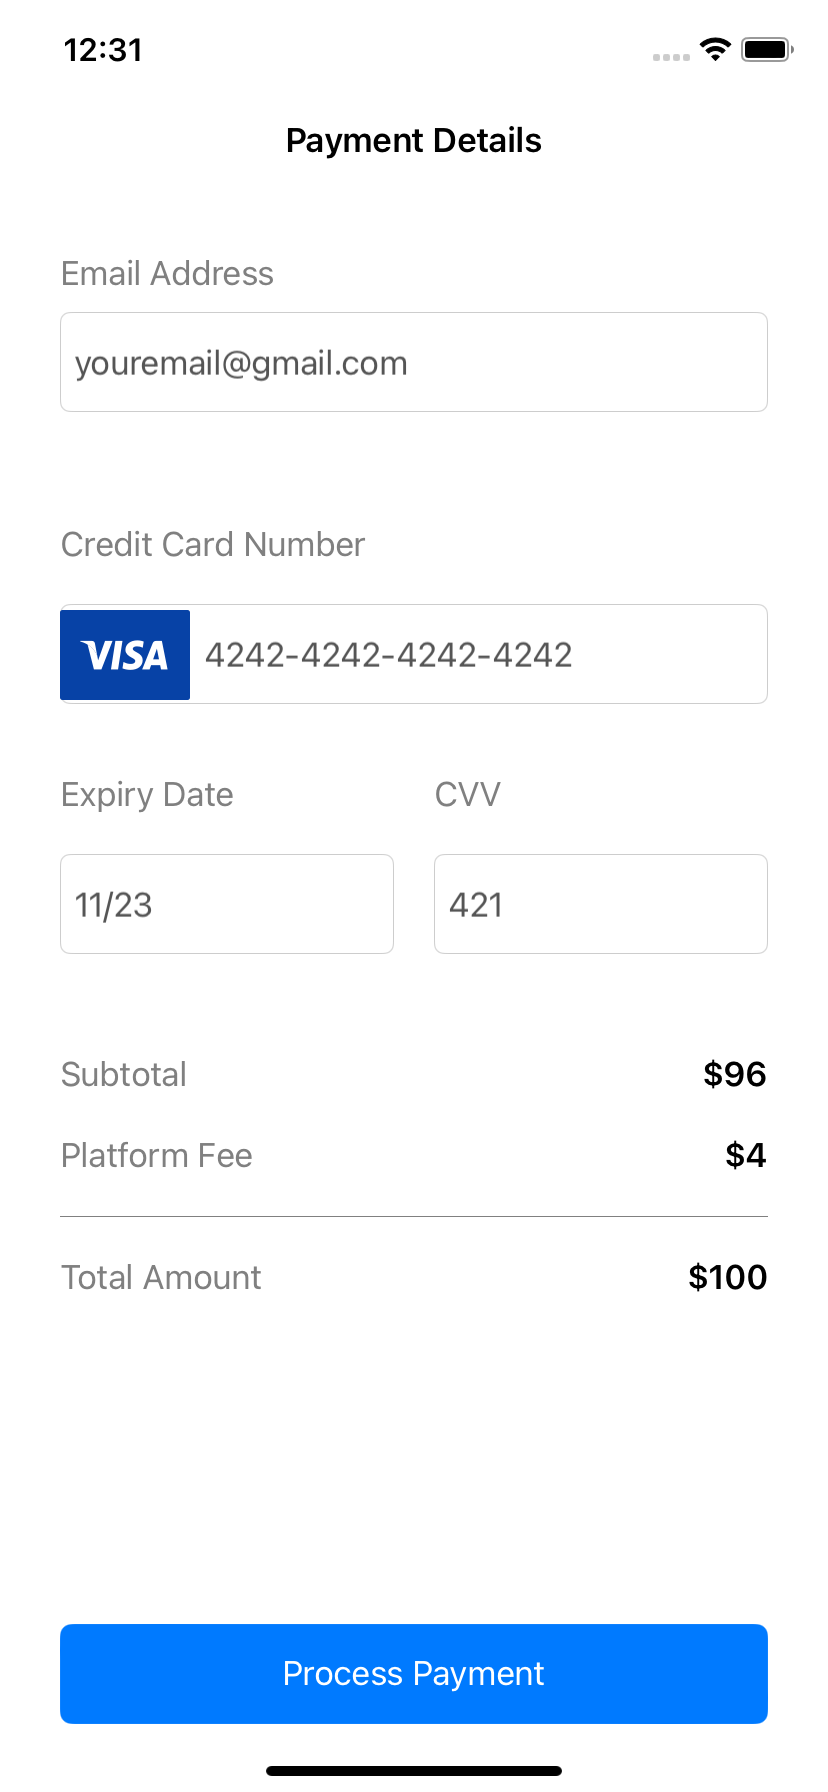 12:31
Payment Details
Email Address
youremail@gmail.com
Credit Card Number
VISA 4242-4242-4242-4242
Expiry Date CVV
11/23 421
Subtotal $96
Platform Fee $4
Total Amount $100
Process Payment